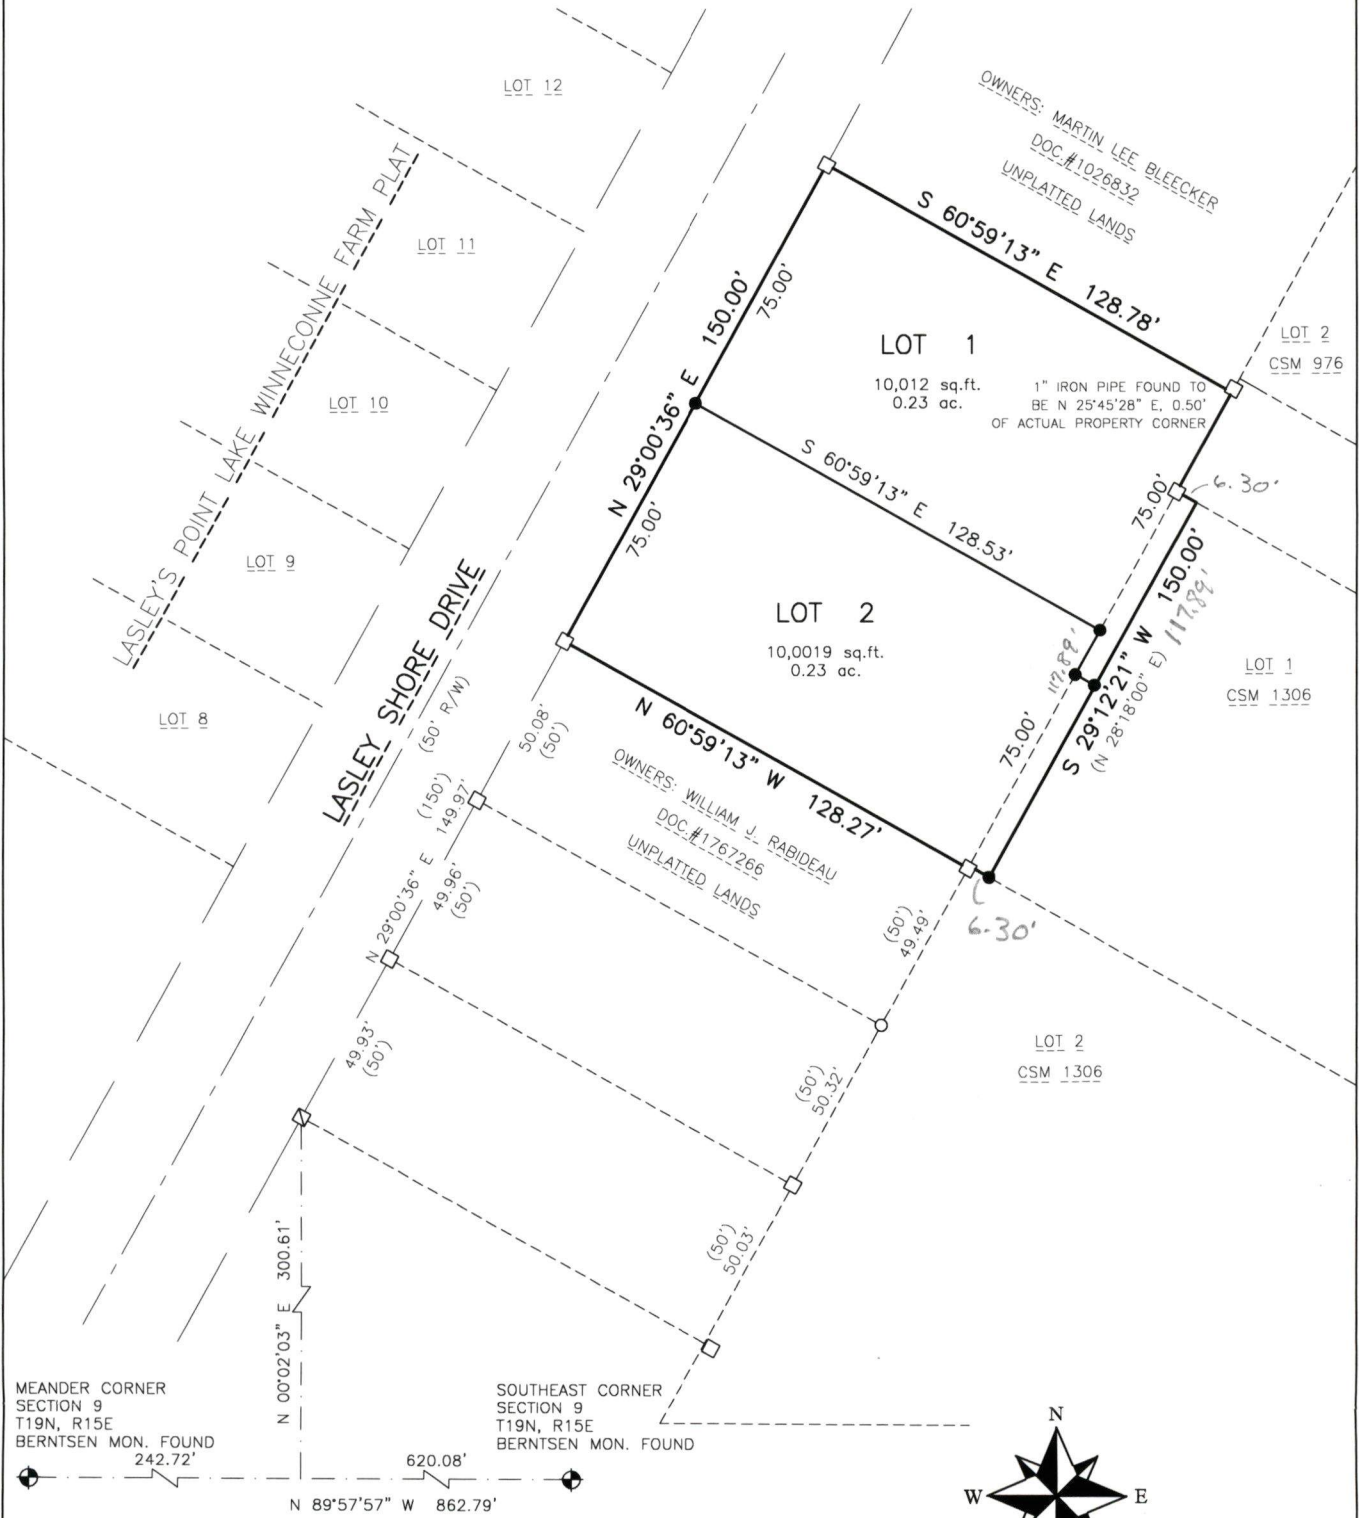 LOT 12
OWNERS: MARTIN LEE BLEECKER
DOC.#1026832
UNPLATTED LANDS
LASLEY'S POINT LAKE WINNECONNE FARM PLAT
LOT 11
S 60°59'13" E 128.78'
N 29°00'36" E 150.00'
75.00'
LOT 1
10,012 sq.ft.
0.23 ac.
1" IRON PIPE FOUND TO
BE N 25°45'28" E, 0.50'
OF ACTUAL PROPERTY CORNER
LOT 2
CSM 976
LOT 10
S 60°59'13" E 128.53'
75.00'
6.30'
75.00'
LOT 9
LASLEY SHORE DRIVE
(50' R/W)
LOT 2
10,0019 sq.ft.
0.23 ac.
S 29°12'21" W 150.00'
(N 28°18'00" E)
117.89'
117.89'
75.00'
LOT 1
CSM 1306
LOT 8
N 60°59'13" W 128.27'
50.08'
(50')
OWNERS: WILLIAM J. RABIDEAU
DOC.#1767266
UNPLATTED LANDS
(150')
149.97'
N 29°00'36" E
49.96'
(50')
6.30'
(50')
49.49'
49.93'
(50')
LOT 2
CSM 1306
(50')
50.32'
(50')
50.03'
N 00°02'03" E 300.61'
MEANDER CORNER
SECTION 9
T19N, R15E
BERNTSEN MON. FOUND
242.72'
SOUTHEAST CORNER
SECTION 9
T19N, R15E
BERNTSEN MON. FOUND
620.08'
N 89°57'57" W 862.79'
N
W
E